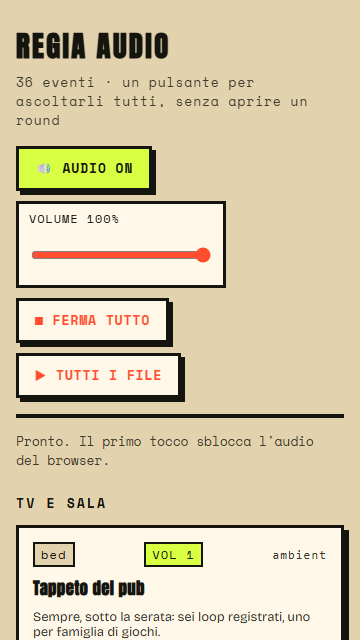 REGIA AUDIO
36 eventi · un pulsante per
ascoltarli tutti, senza aprire un
round
🔊 AUDIO ON
VOLUME 100%
■ FERMA TUTTO
▶ TUTTI I FILE
Pronto. Il primo tocco sblocca l'audio
del browser.
TV E SALA
bed VOL 1 ambient
Tappeto del pub
Sempre, sotto la serata: sei loop registrati, uno
per famiglia di giochi.